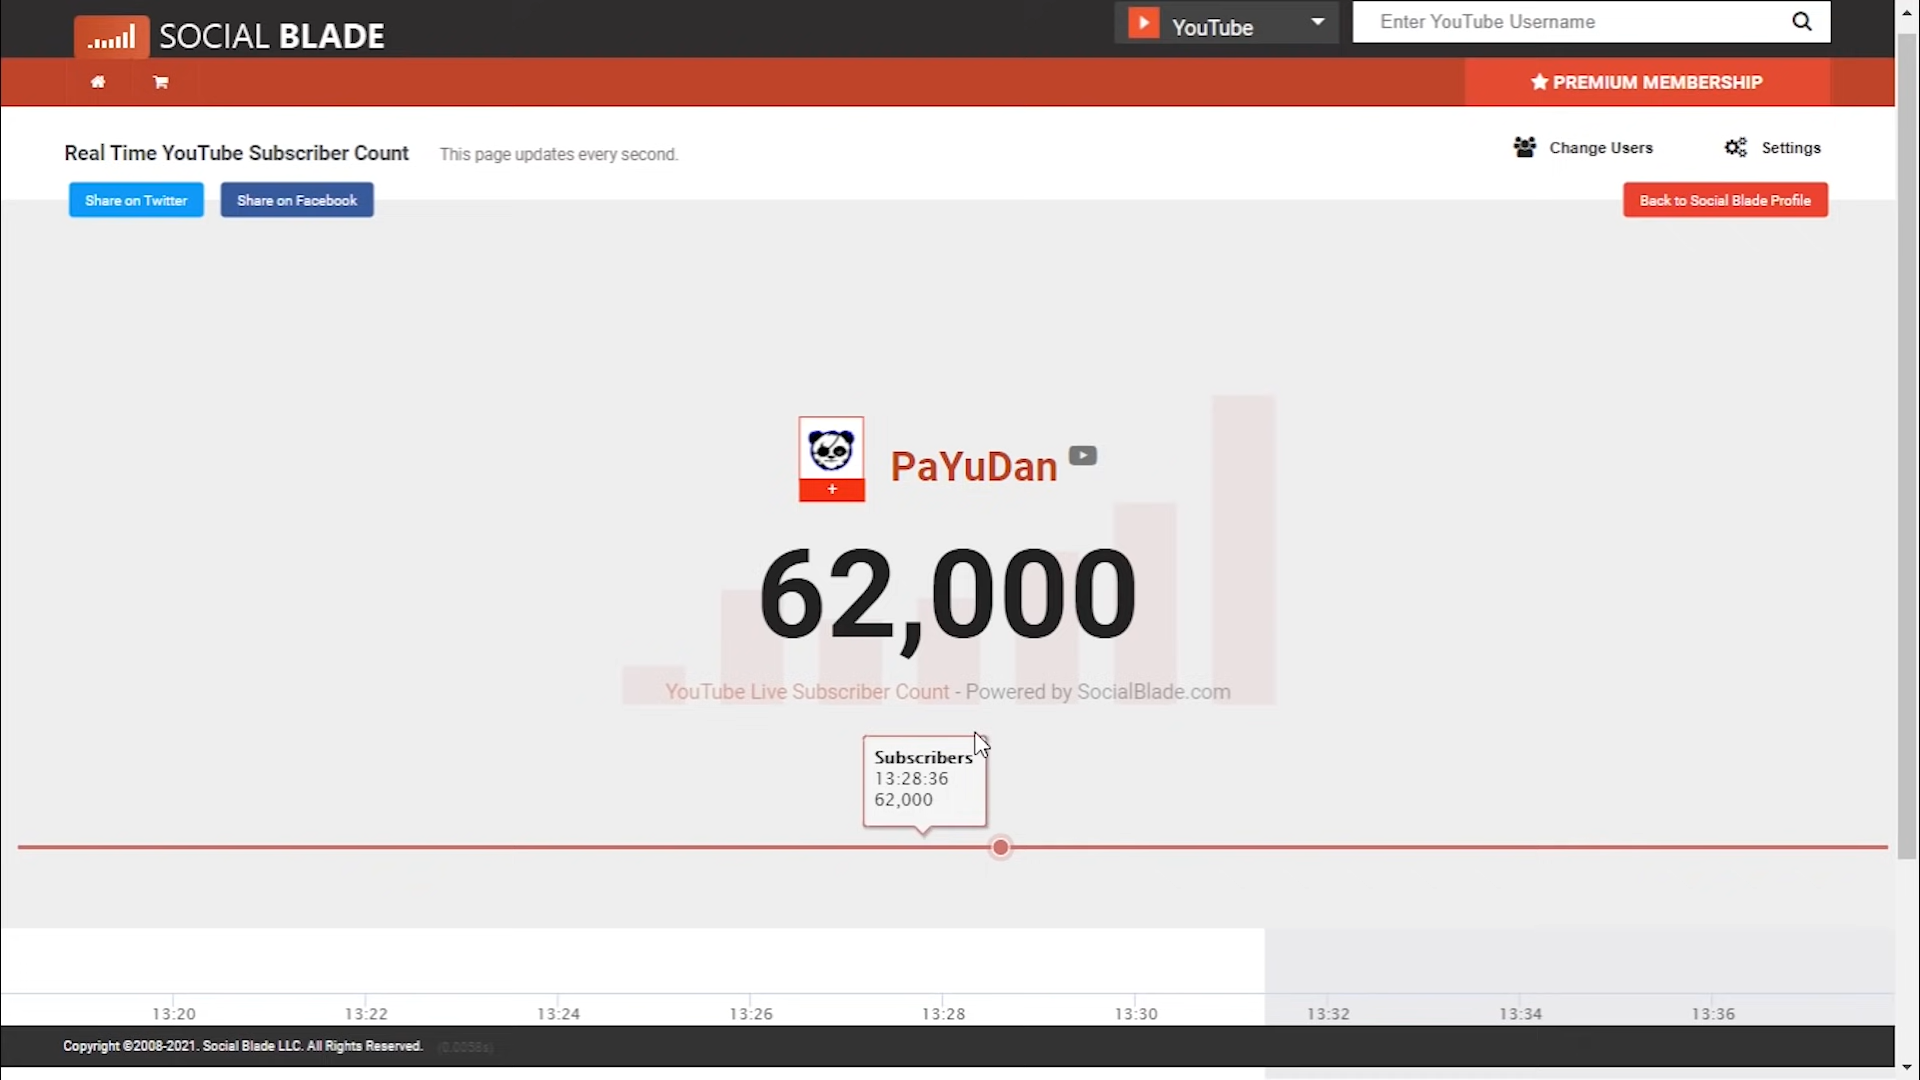 SOCIAL BLADE
YouTube
Enter YouTube Username
PREMIUM MEMBERSHIP
Real Time YouTube Subscriber Count
This page updates every second.
Change Users
Settings
Share on Twitter
Share on Facebook
Back to Social Blade Profile
+
PaYuDan
62,000
YouTube Live Subscriber Count - Powered by SocialBlade.com
Subscribers
13:28:36
62,000
13:20 13:22 13:24 13:26 13:28 13:30 13:32 13:34 13:36
Copyright ©2008-2021. Social Blade LLC. All Rights Reserved. (0.0058s)